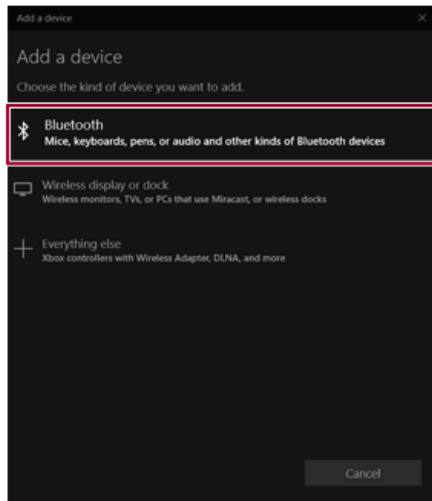 Add a device
Add a device
Choose the kind of device you want to add.
Bluetooth
Mice, keyboards, pens, or audio and other kinds of Bluetooth devices
Wireless display or dock
Wireless monitors, TVs, or PCs that use Miracast, or wireless docks
Everything else
Xbox controllers with Wireless Adapter, DLNA, and more
Cancel